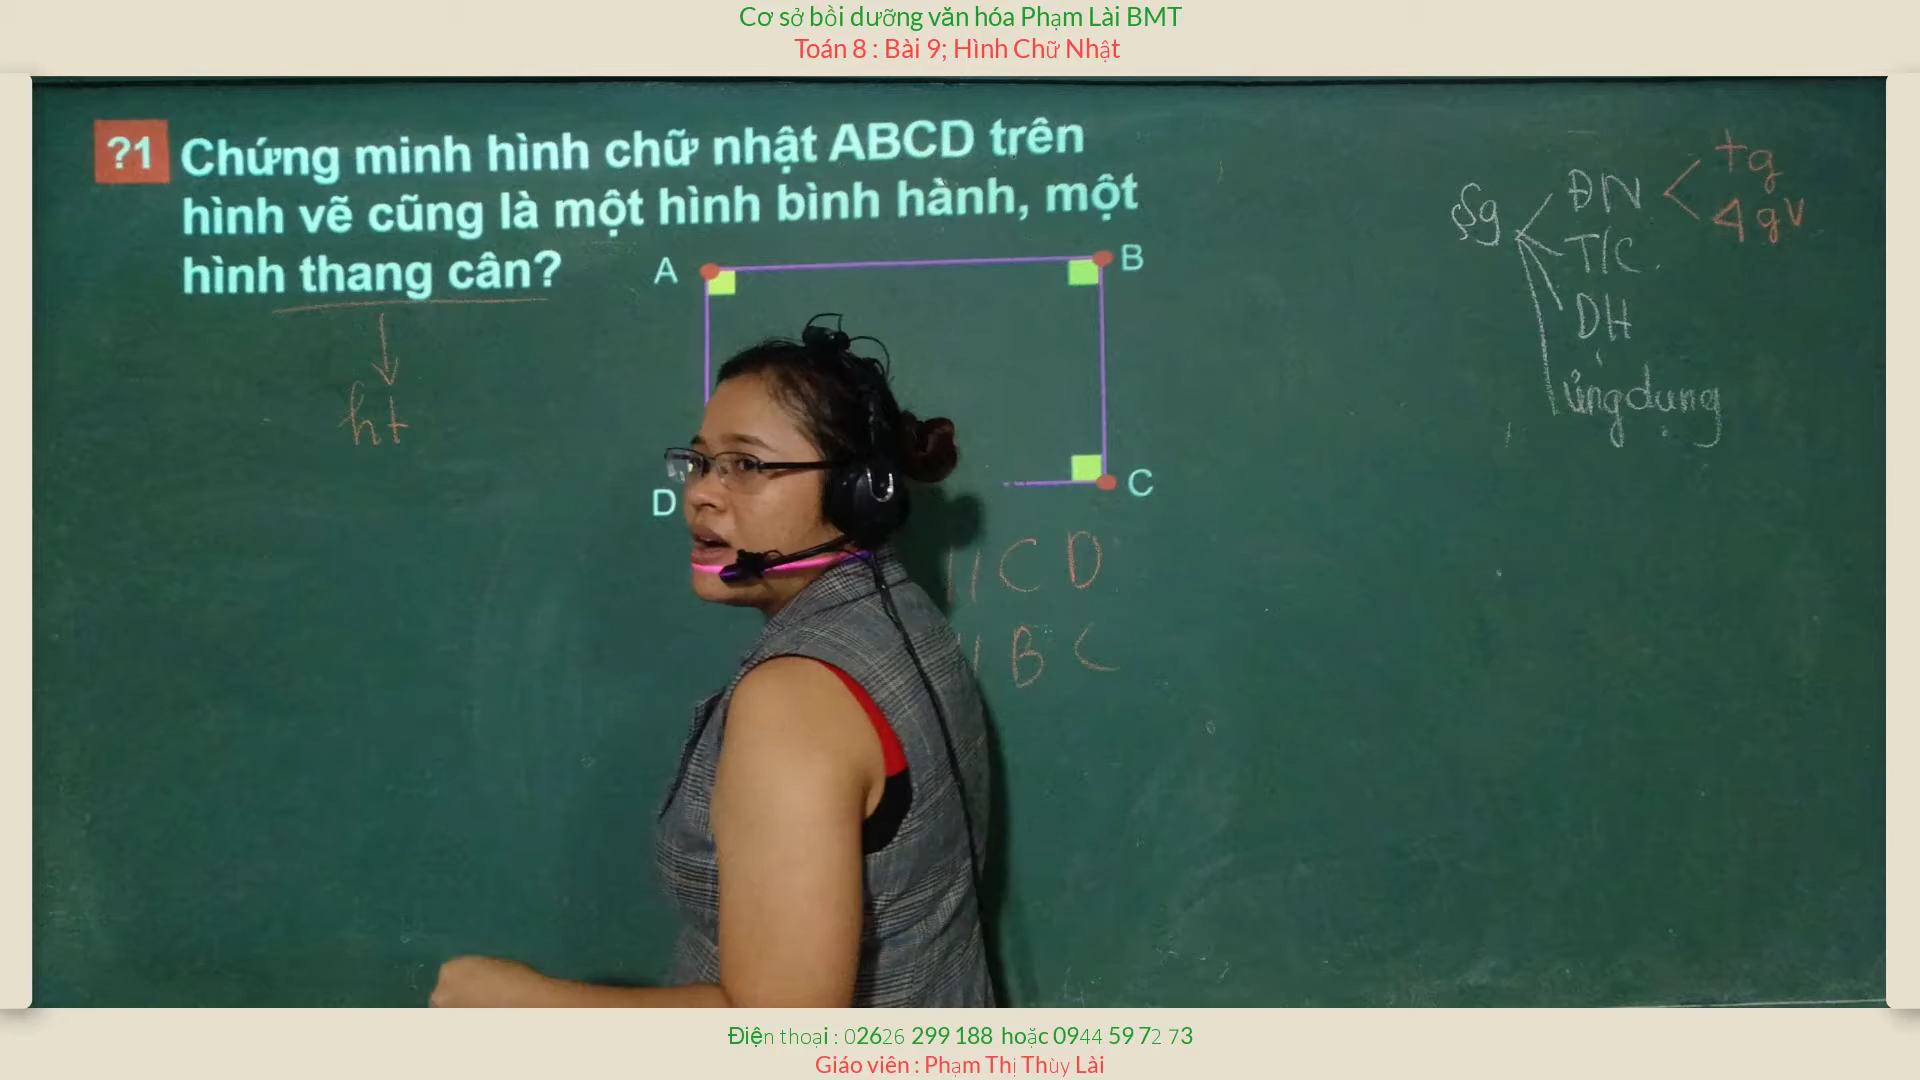 Cơ sở bồi dưỡng văn hóa Phạm Lài BMT
Toán 8 : Bài 9; Hình Chữ Nhật
?1 Chứng minh hình chữ nhật ABCD trên
hình vẽ cũng là một hình bình hành, một
hình thang cân?
A
B
D
C
ht
// CD
// BC
ĐN
tg
4 gV
T/C
DH
ứng dụng
Điện thoại : 02626 299 188 hoặc 0944 59 72 73
Giáo viên : Phạm Thị Thùy Lài